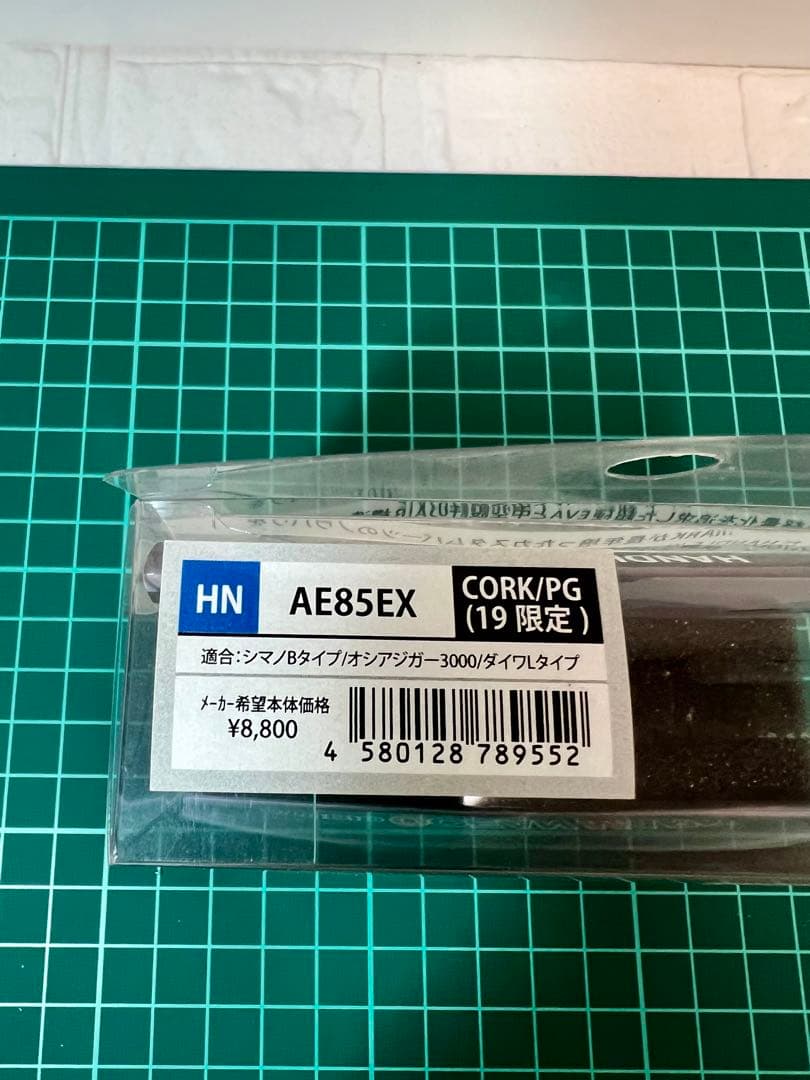 HN AE85EX CORK/PG
(19 限定)
適合:シマノBタイプ/オシアジガー3000/ダイワLタイプ
メーカー希望本体価格
¥8,800
4 580128 789552